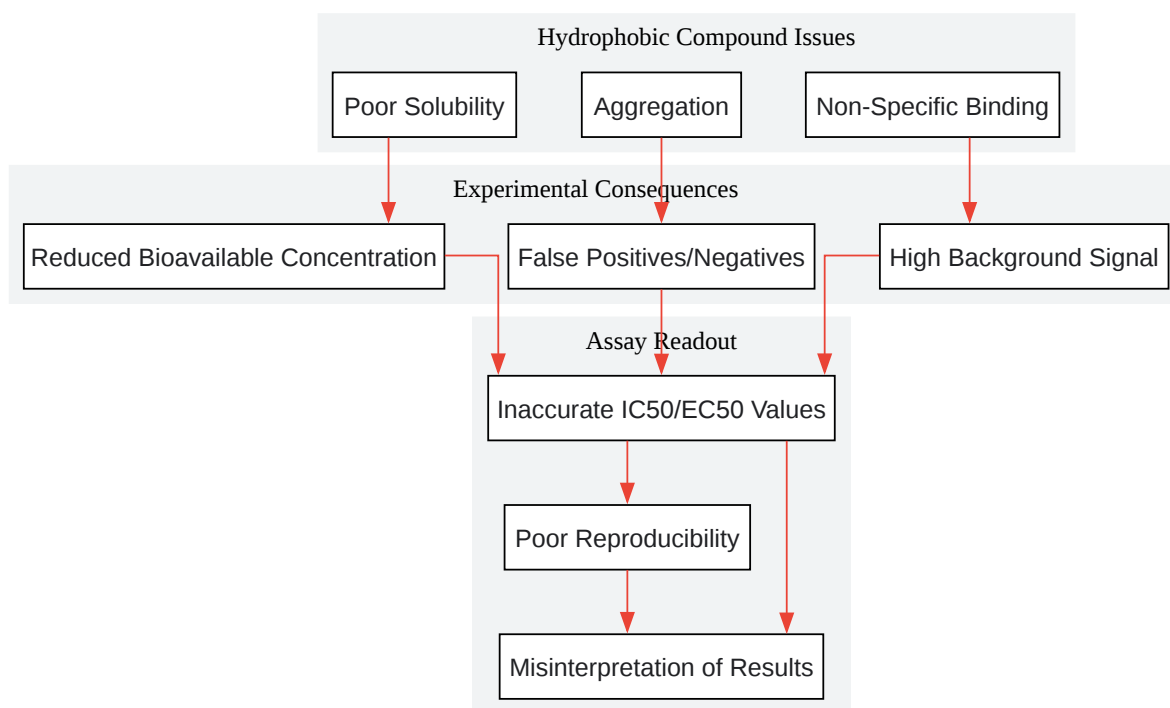 Hydrophobic Compound Issues
Poor Solubility
Aggregation
Non-Specific Binding
Experimental Consequences
Reduced Bioavailable Concentration
False Positives/Negatives
High Background Signal
Assay Readout
Inaccurate IC50/EC50 Values
Poor Reproducibility
Misinterpretation of Results